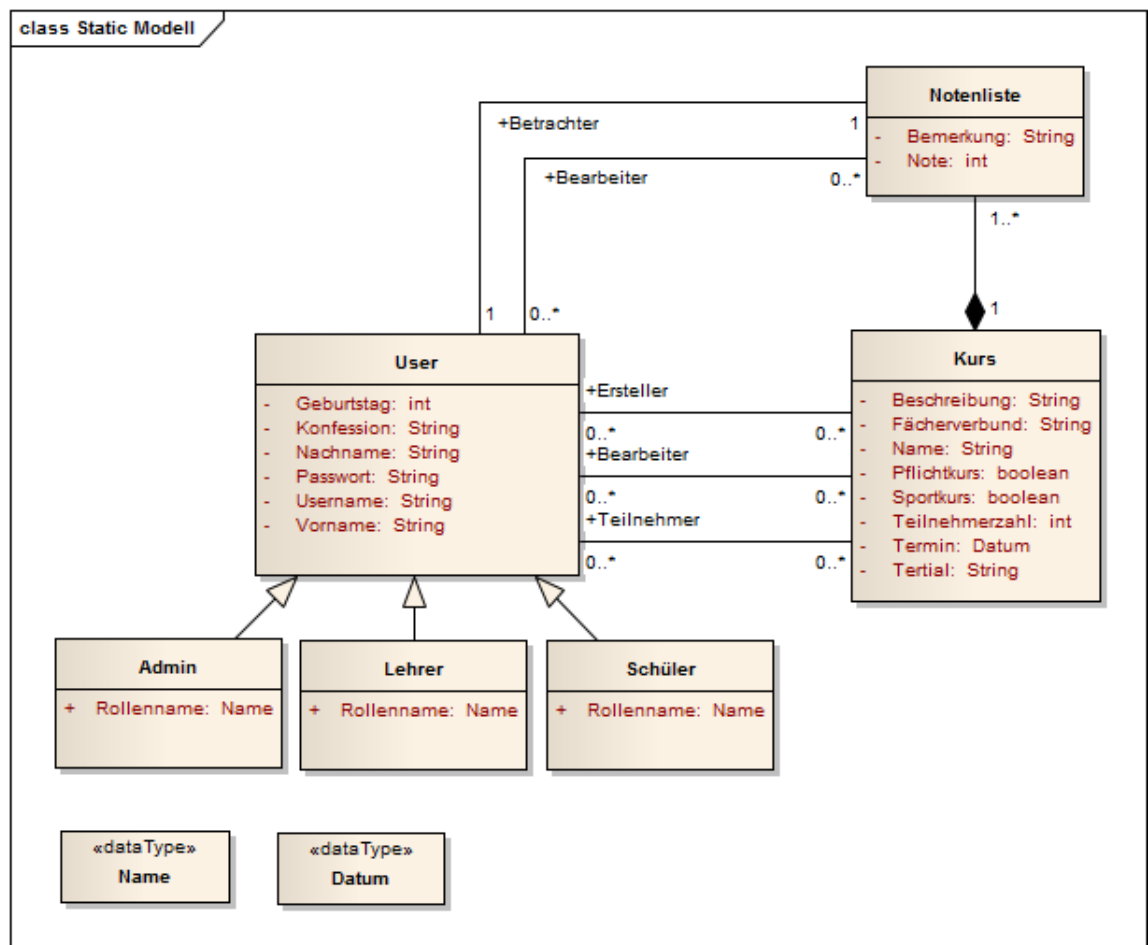 class Static Modell
Notenliste
- Bemerkung: String
- Note: int
+Betrachter
1
+Bearbeiter
0..*
1..*
1
1
0..*
User
- Geburtstag: int
- Konfession: String
- Nachname: String
- Passwort: String
- Username: String
- Vorname: String
+Ersteller
0..*
0..*
+Bearbeiter
0..*
0..*
+Teilnehmer
0..*
0..*
Kurs
- Beschreibung: String
- Fächerverbund: String
- Name: String
- Pflichtkurs: boolean
- Sportkurs: boolean
- Teilnehmerzahl: int
- Termin: Datum
- Tertial: String
Admin
+ Rollenname: Name
Lehrer
+ Rollenname: Name
Schüler
+ Rollenname: Name
«dataType»
Name
«dataType»
Datum